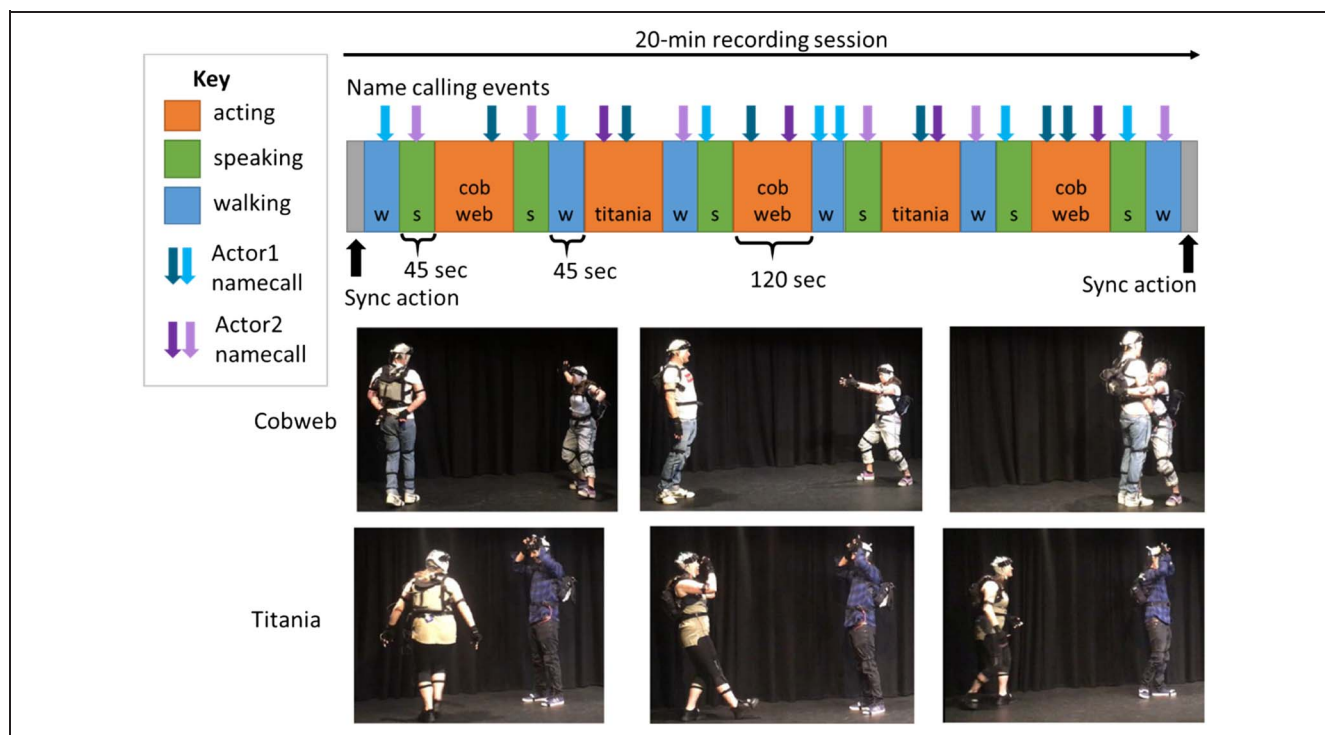 20-min recording session
Key
acting
speaking
walking
Actor1
namecall
Actor2
namecall
Name calling events
w
s
cob
web
s
w
titania
w
s
cob
web
w
s
titania
w
s
cob
web
s
w
45 sec
45 sec
120 sec
Sync action
Sync action
Cobweb
Titania